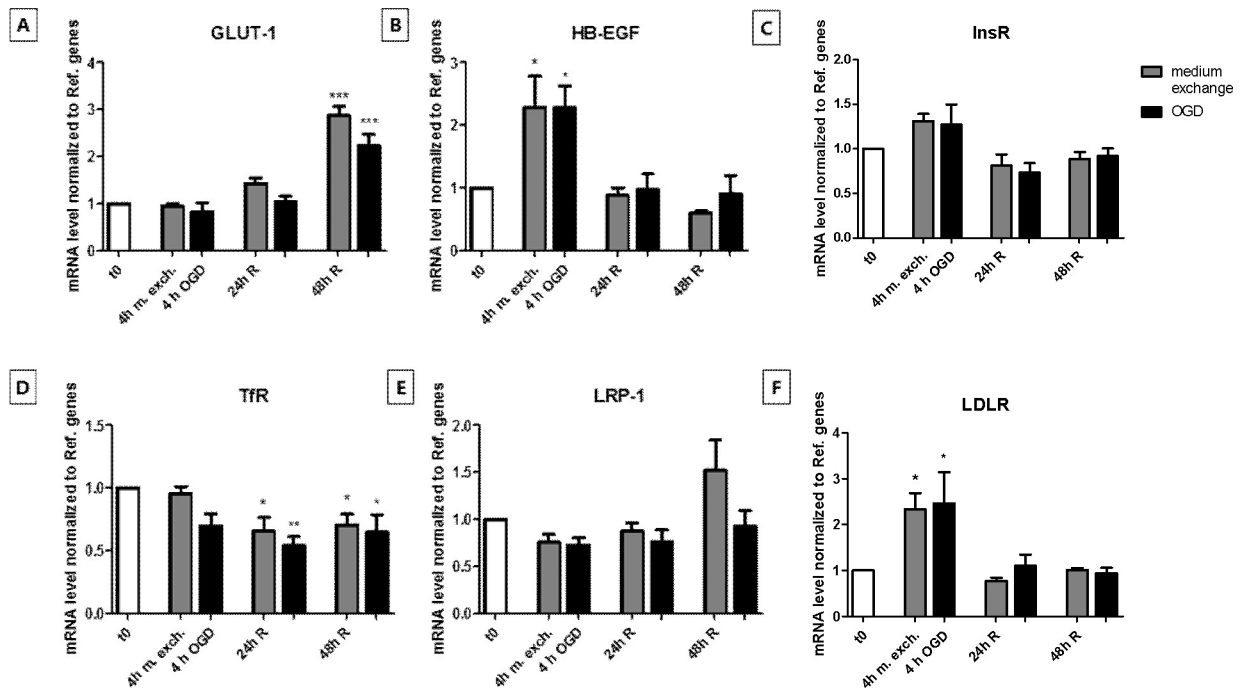 A
GLUT-1
mRNA level normalized to Ref. genes
4
3
2
1
0
***
***
t0
4h m. exch.
4 h OGD
24h R
48h R
B
HB-EGF
mRNA level normalized to Ref. genes
3
2
1
0
*
*
t0
4h m. exch.
4 h OGD
24h R
48h R
C
InsR
mRNA level normalized to Ref. genes
2.0
1.5
1.0
0.5
0.0
t0
4h m. exch.
4 h OGD
24h R
48h R
medium
exchange
OGD
D
TfR
mRNA level normalized to Ref. genes
1.5
1.0
0.5
0.0
*
**
*
*
t0
4h m. exch.
4 h OGD
24h R
48h R
E
LRP-1
mRNA level normalized to Ref. genes
2.0
1.5
1.0
0.5
0.0
t0
4h m. exch.
4 h OGD
24h R
48h R
F
LDLR
mRNA level normalized to Ref. genes
4
3
2
1
0
*
*
t0
4h m. exch.
4 h OGD
24h R
48h R